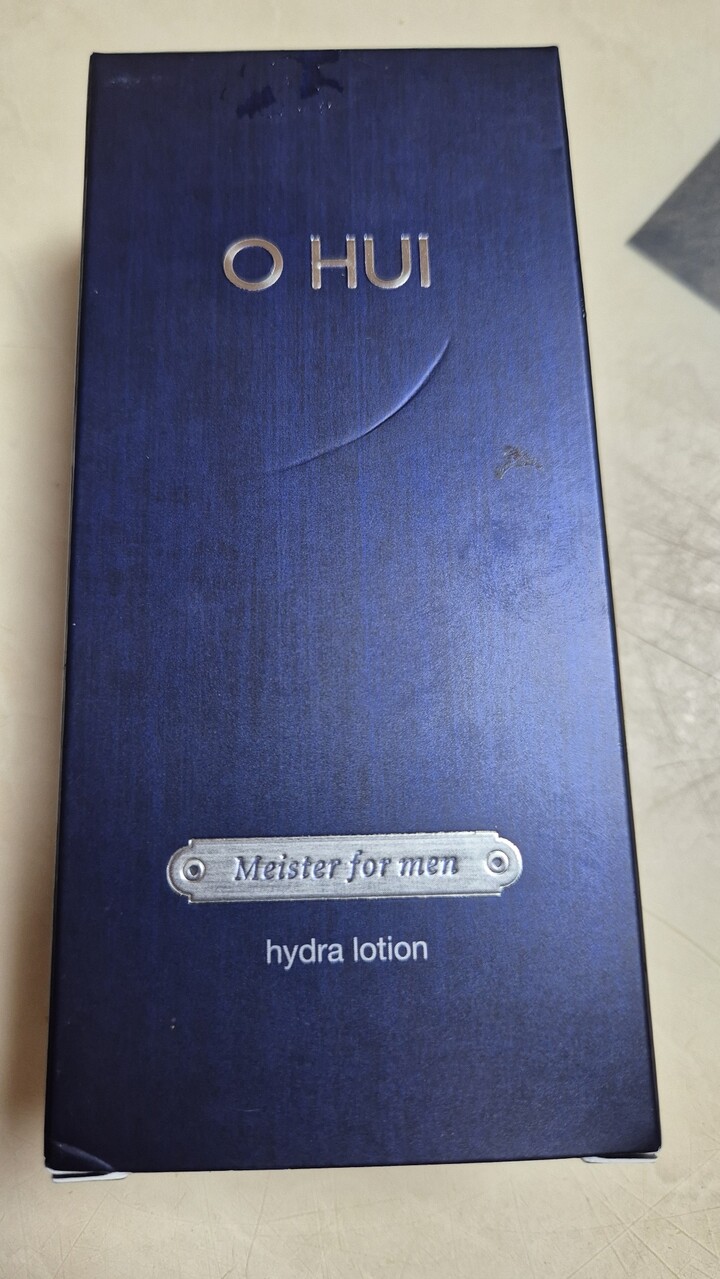 O HUI
Meister for men
hydra lotion